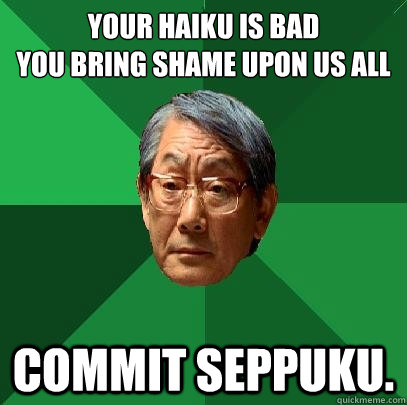 YOUR HAIKU IS BAD
YOU BRING SHAME UPON US ALL
COMMIT SEPPUKU.
quickmeme.com